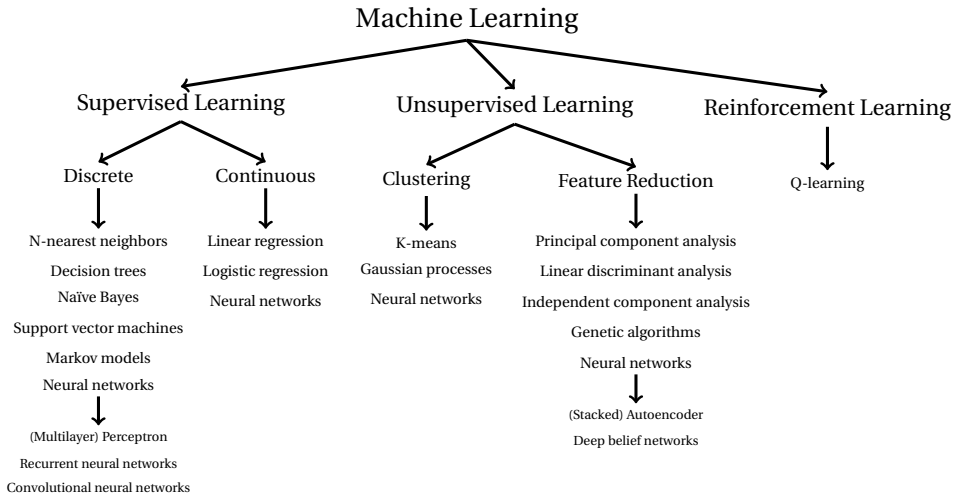 Machine Learning
Supervised Learning
Unsupervised Learning
Reinforcement Learning
Discrete
Continuous
Clustering
Feature Reduction
Q-learning
N-nearest neighbors
Decision trees
Naïve Bayes
Support vector machines
Markov models
Neural networks
(Multilayer) Perceptron
Recurrent neural networks
Convolutional neural networks
Linear regression
Logistic regression
Neural networks
K-means
Gaussian processes
Neural networks
Principal component analysis
Linear discriminant analysis
Independent component analysis
Genetic algorithms
Neural networks
(Stacked) Autoencoder
Deep belief networks